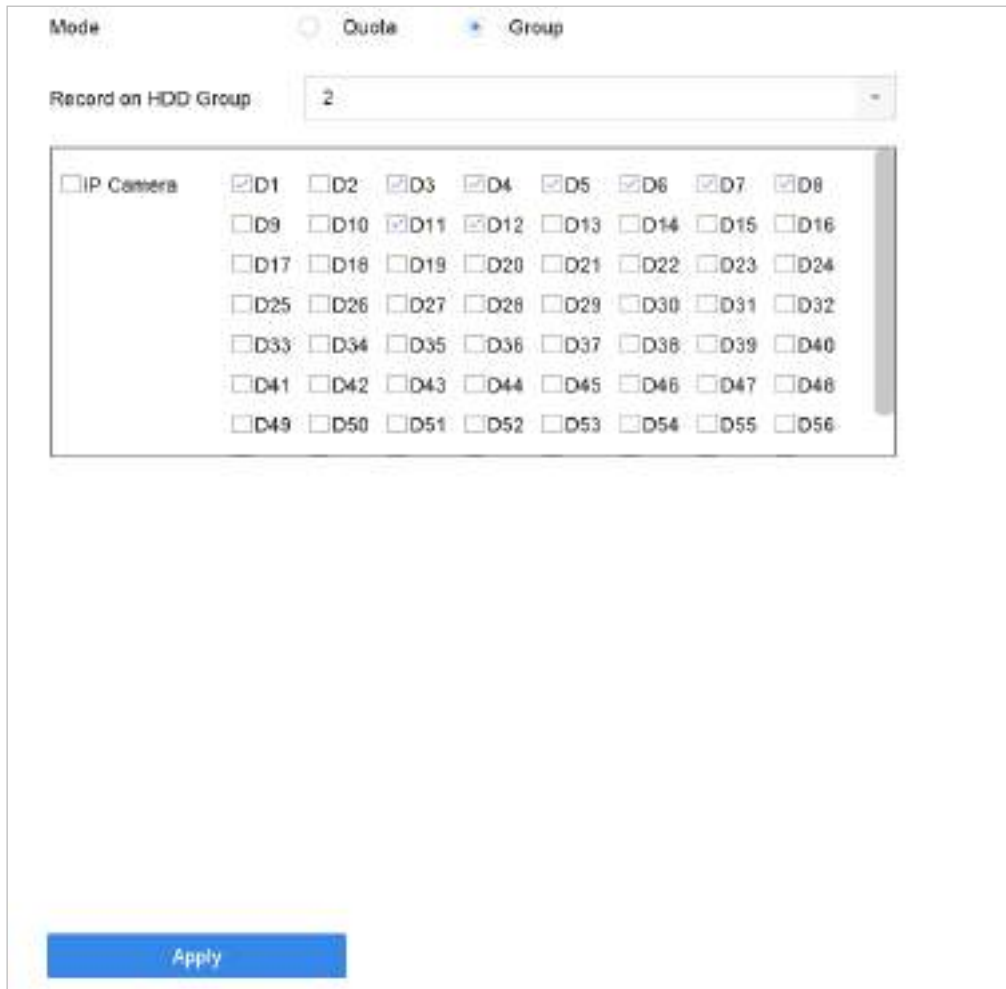 Mode Quota Group
Record on HDD Group 2
IP Camera D1 D2 D3 D4 D5 D6 D7 D8
D9 D10 D11 D12 D13 D14 D15 D16
D17 D18 D19 D20 D21 D22 D23 D24
D25 D26 D27 D28 D29 D30 D31 D32
D33 D34 D35 D36 D37 D38 D39 D40
D41 D42 D43 D44 D45 D46 D47 D48
D49 D50 D51 D52 D53 D54 D55 D56
Apply